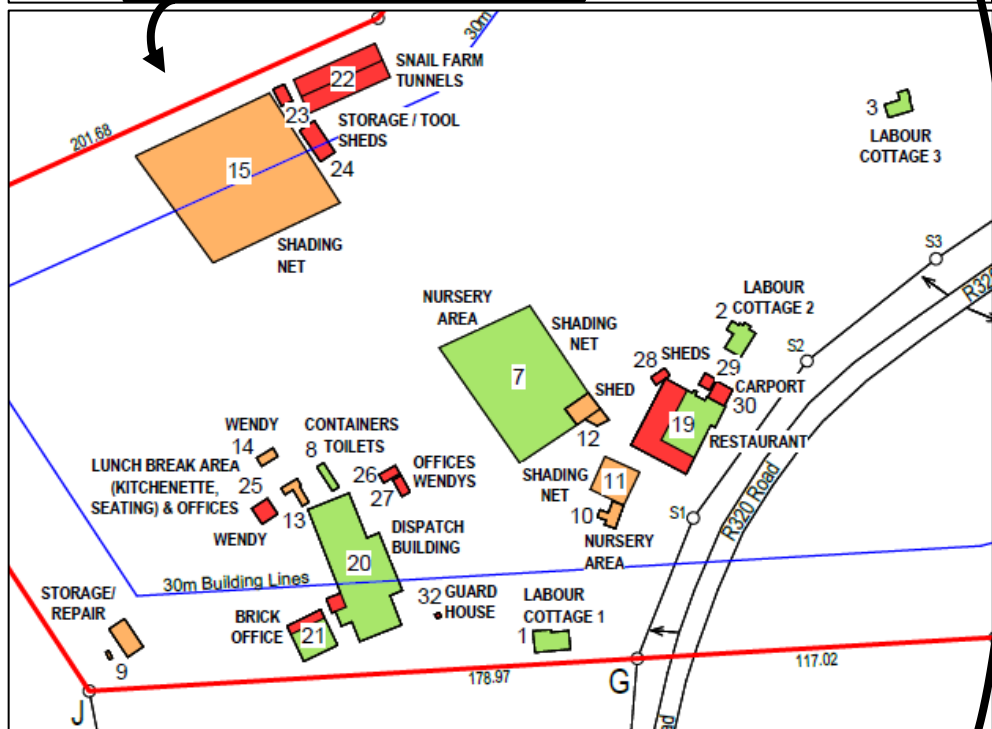 30m
SNAIL FARM
TUNNELS
22
23
STORAGE / TOOL
SHEDS
24
201.68
15
SHADING
NET
3
LABOUR
COTTAGE 3
S3
R320
NURSERY
AREA
SHADING
NET
7
SHED
12
LABOUR
COTTAGE 2
2
S2
28
SHEDS
29
CARPORT
30
19
RESTAURANT
WENDY
14
8
CONTAINERS
TOILETS
LUNCH BREAK AREA
(KITCHENETTE,
SEATING) & OFFICES
25
WENDY
13
26
27
OFFICES
WENDYS
SHADING
NET
11
10
NURSERY
AREA
S1
R320 Road
DISPATCH
BUILDING
20
30m Building Lines
STORAGE/
REPAIR
9
BRICK
OFFICE
21
32
GUARD
HOUSE
LABOUR
COTTAGE 1
1
178.97
G
117.02
J
ad